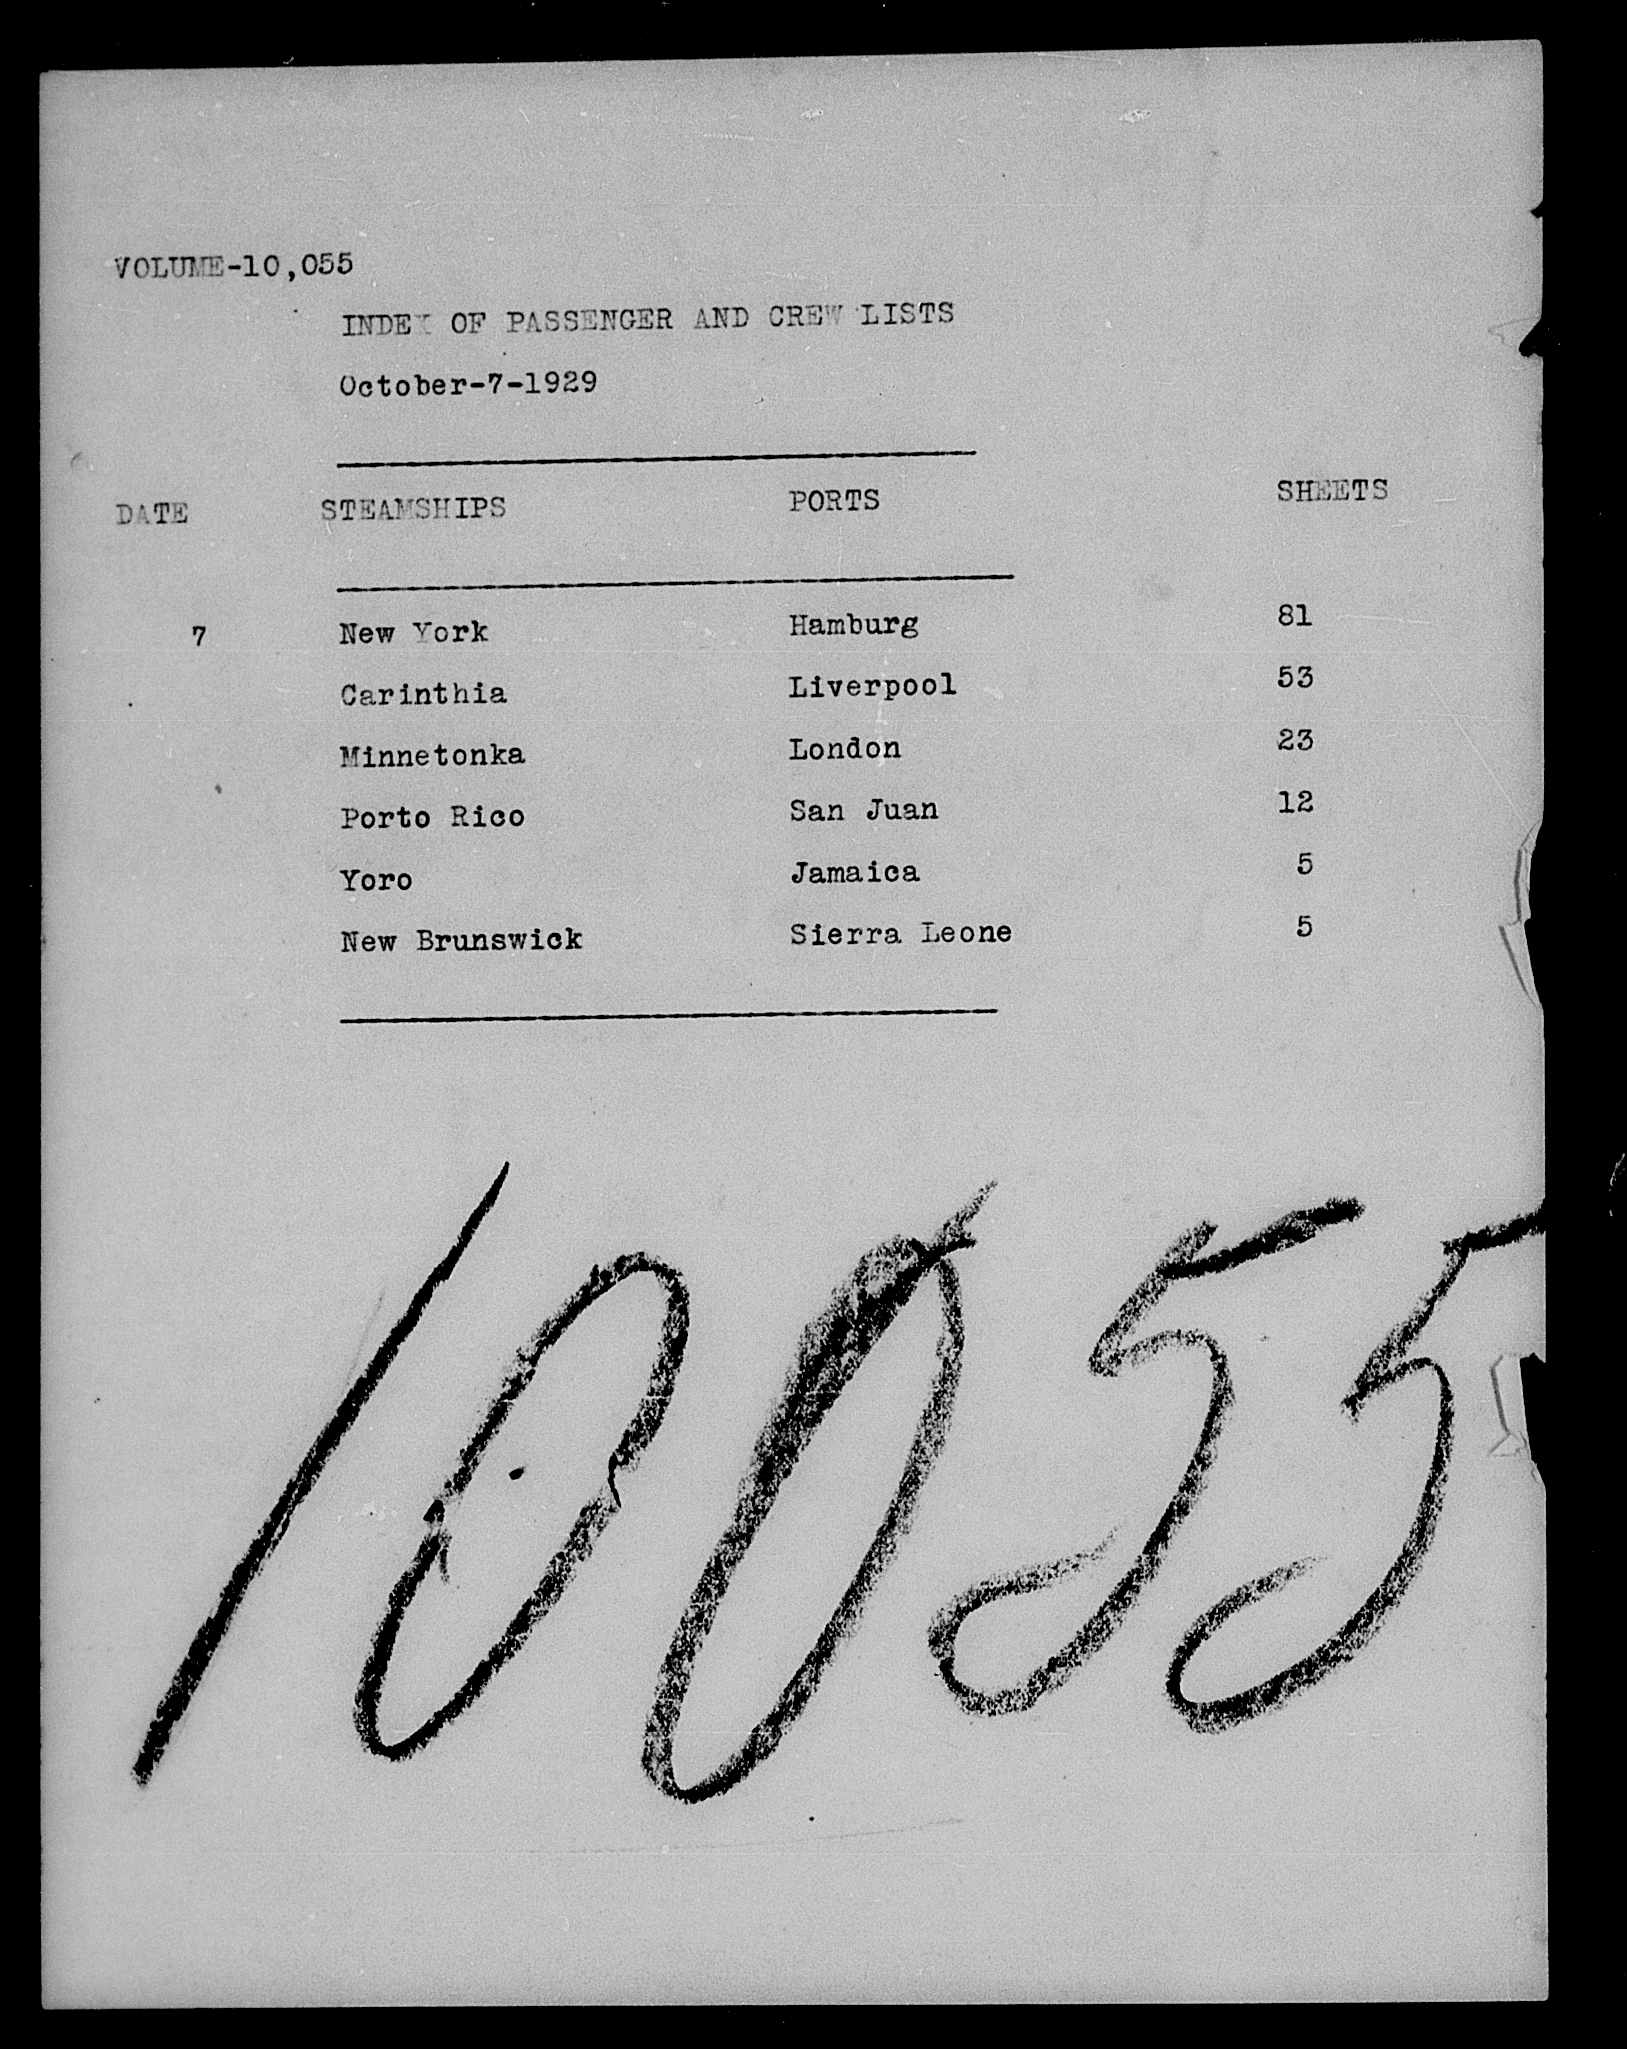 VOLUME-10,055
INDEX OF PASSENGER AND CREW LISTS
October-7-1929
DATE STEAMSHIPS PORTS SHEETS
7 New York Hamburg 81
Carinthia Liverpool 53
Minnetonka London 23
Porto Rico San Juan 12
Yoro Jamaica 5
New Brunswick Sierra Leone 5
10055